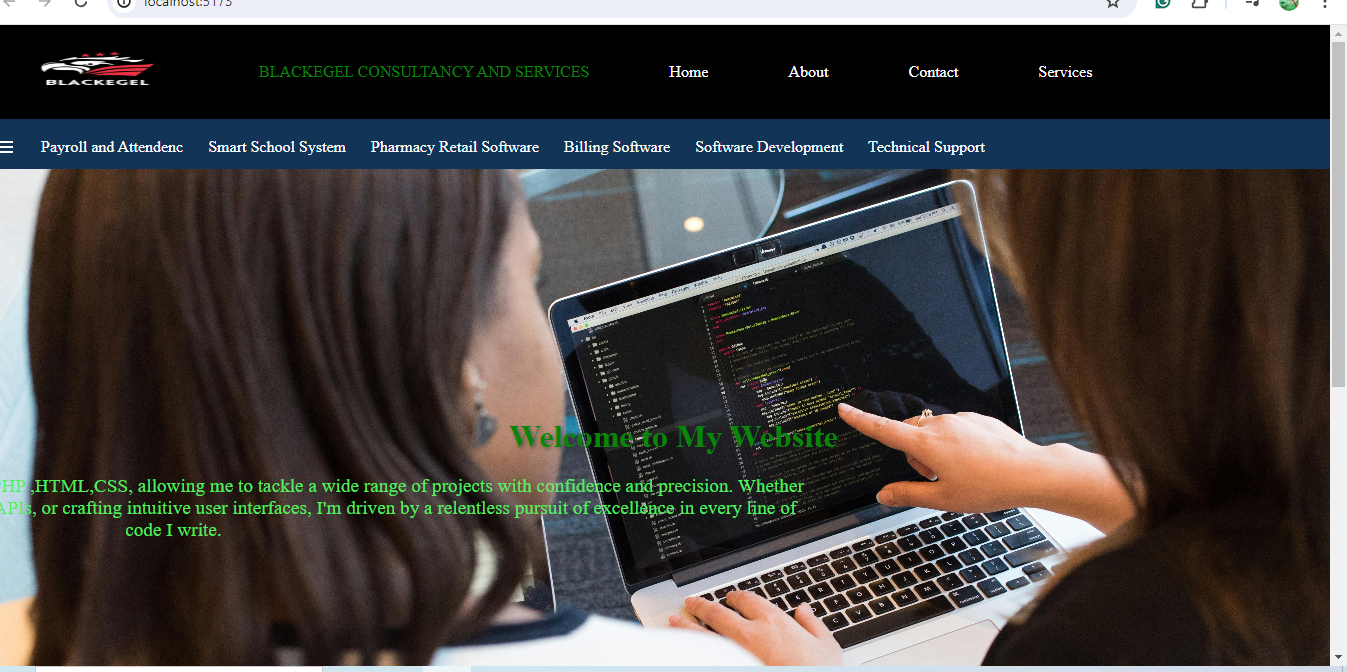 localhost:5173
BLACKEGEL
BLACKEGEL CONSULTANCY AND SERVICES
Home
About
Contact
Services
Payroll and Attendenc
Smart School System
Pharmacy Retail Software
Billing Software
Software Development
Technical Support
Welcome to My Website
HP,,HTML,CSS, allowing me to tackle a wide range of projects with confidence and precision. Whether
APIs, or crafting intuitive user interfaces, I'm driven by a relentless pursuit of excellence in every line of
code I write.